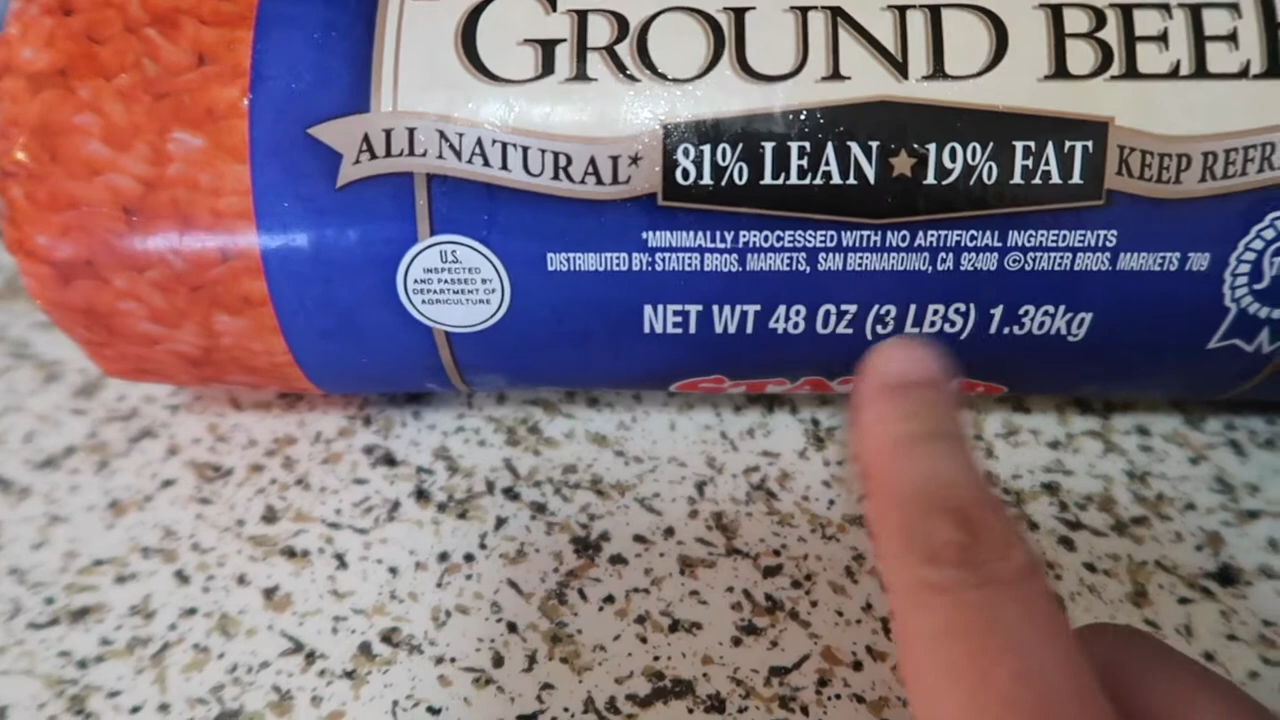 GROUND BEEF
ALL NATURAL*
81% LEAN ★ 19% FAT
KEEP REFR
*MINIMALLY PROCESSED WITH NO ARTIFICIAL INGREDIENTS
DISTRIBUTED BY: STATER BROS. MARKETS, SAN BERNARDINO, CA 92408 ©STATER BROS. MARKETS 709
U.S.
INSPECTED
AND PASSED BY
DEPARTMENT OF
AGRICULTURE
NET WT 48 OZ (3 LBS) 1.36kg